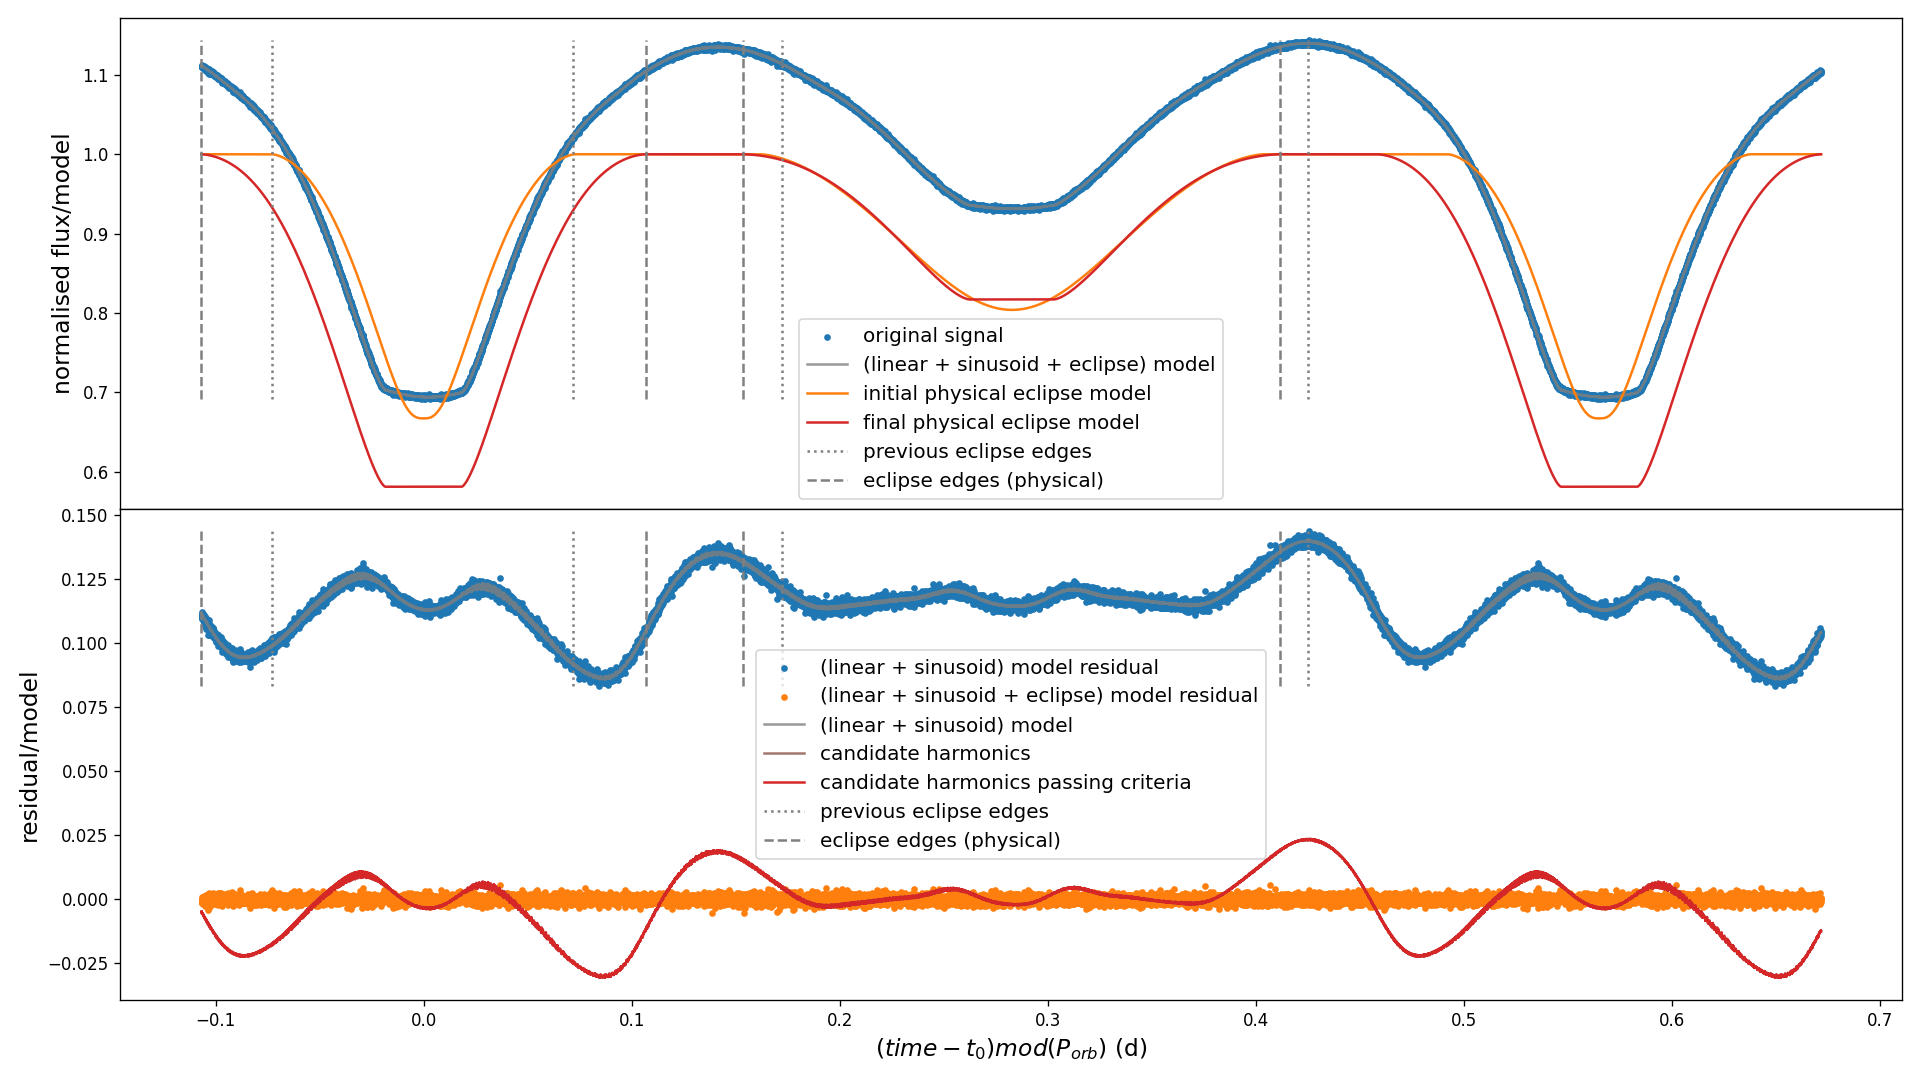 normalised flux/model
1.1
1.0
0.9
0.8
0.7
0.6
original signal
(linear + sinusoid + eclipse) model
initial physical eclipse model
final physical eclipse model
previous eclipse edges
eclipse edges (physical)
residual/model
0.150
0.125
0.100
0.075
0.050
0.025
0.000
−0.025
(linear + sinusoid) model residual
(linear + sinusoid + eclipse) model residual
(linear + sinusoid) model
candidate harmonics
candidate harmonics passing criteria
previous eclipse edges
eclipse edges (physical)
−0.1 0.0 0.1 0.2 0.3 0.4 0.5 0.6 0.7
(time − t₀)mod(P_orb) (d)